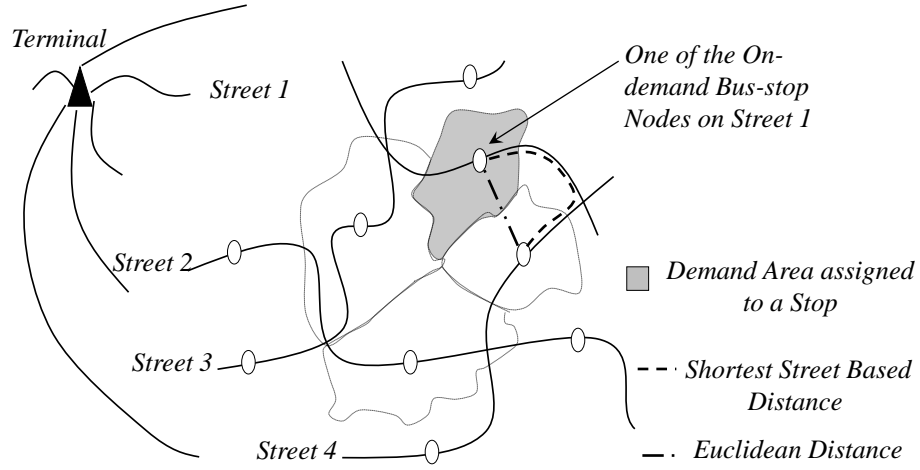 Terminal
One of the On-
demand Bus-stop
Nodes on Street 1
Street 1
Street 2
Demand Area assigned
to a Stop
Street 3
Shortest Street Based
Distance
Street 4
Euclidean Distance